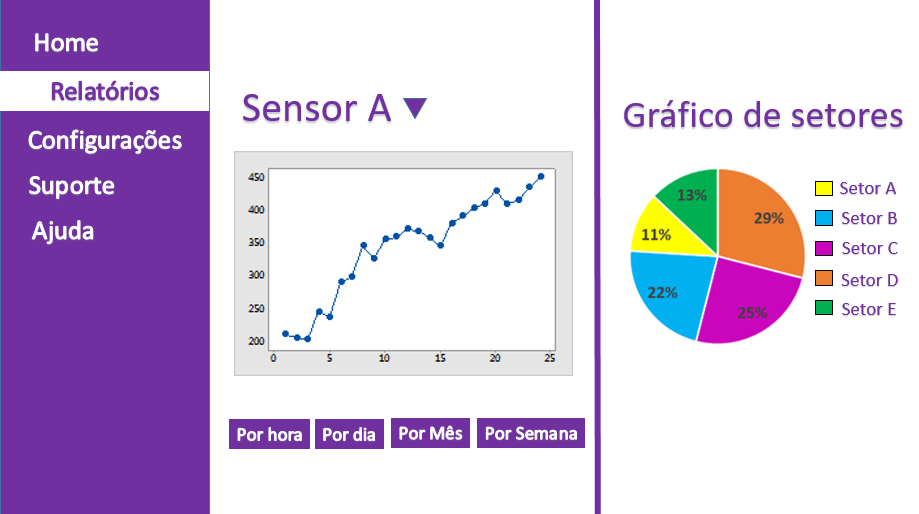 Home
Relatórios
Configurações
Suporte
Ajuda
Sensor A
450
400
350
300
250
200
0 5 10 15 20 25
Por hora Por dia Por Mês Por Semana
Gráfico de setores
13%
29%
11%
22%
25%
Setor A
Setor B
Setor C
Setor D
Setor E